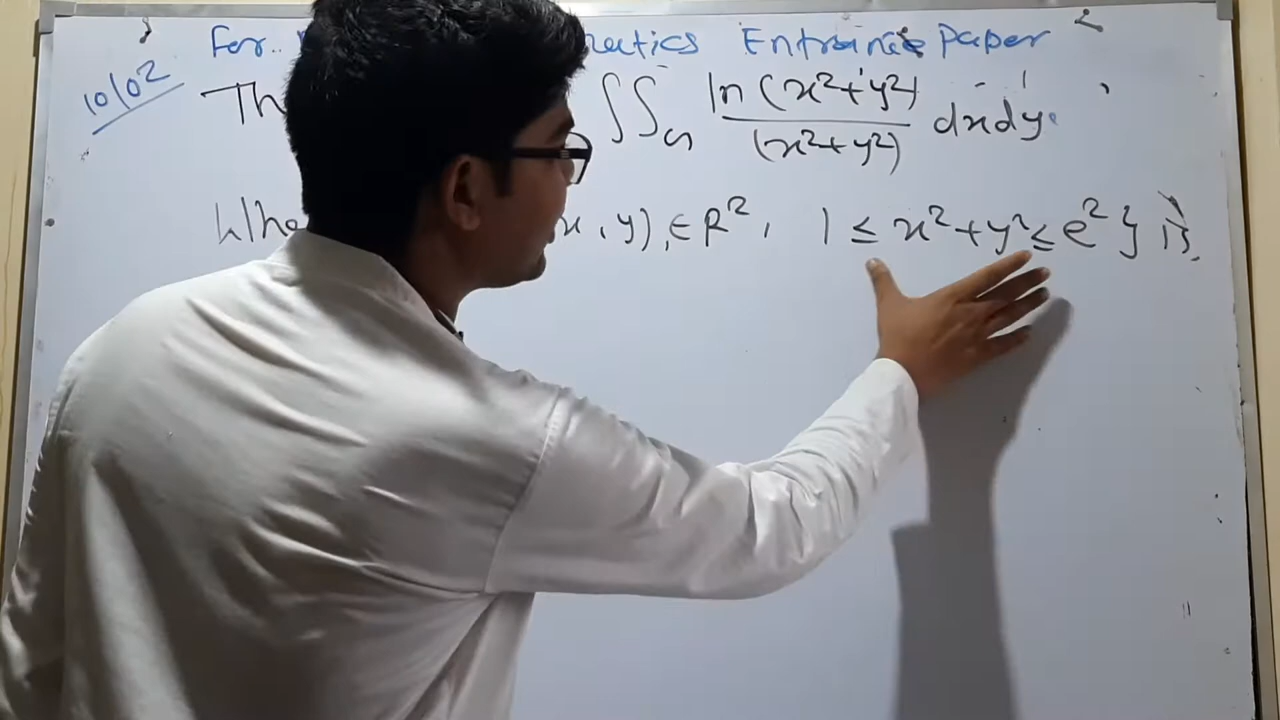 For .. Entrance Paper
10/02 Th ∬_G ln(x²+y²)/(x²+y²) dxdy
Whe x,y) ∈ R², 1 ≤ x²+y² ≤ e²} is